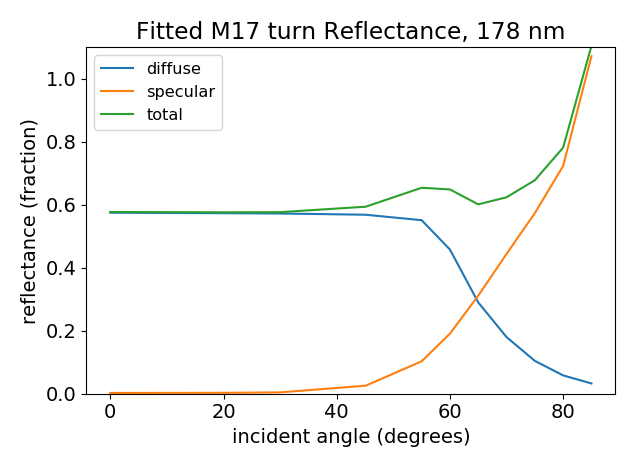 Fitted M17 turn Reflectance, 178 nm
diffuse
specular
total
reflectance (fraction)
1.0
0.8
0.6
0.4
0.2
0.0
0
20
40
60
80
incident angle (degrees)